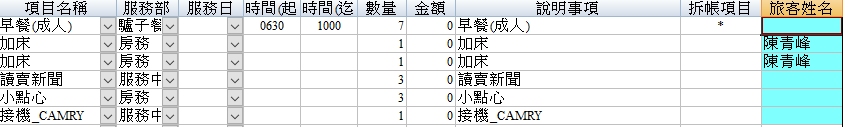 項目名稱 服務部 服務日 時間(起 時間(迄 數量 金額 說明事項 拆帳項目 旅客姓名
早餐(成人) 驢子餐 0630 1000 7 0 早餐(成人) *
加床 房務 1 0 加床 陳青峰
加床 房務 1 0 加床 陳青峰
讀賣新聞 服務中 3 0 讀賣新聞
小點心 房務 3 0 小點心
接機_CAMRY 服務中 1 0 接機_CAMRY